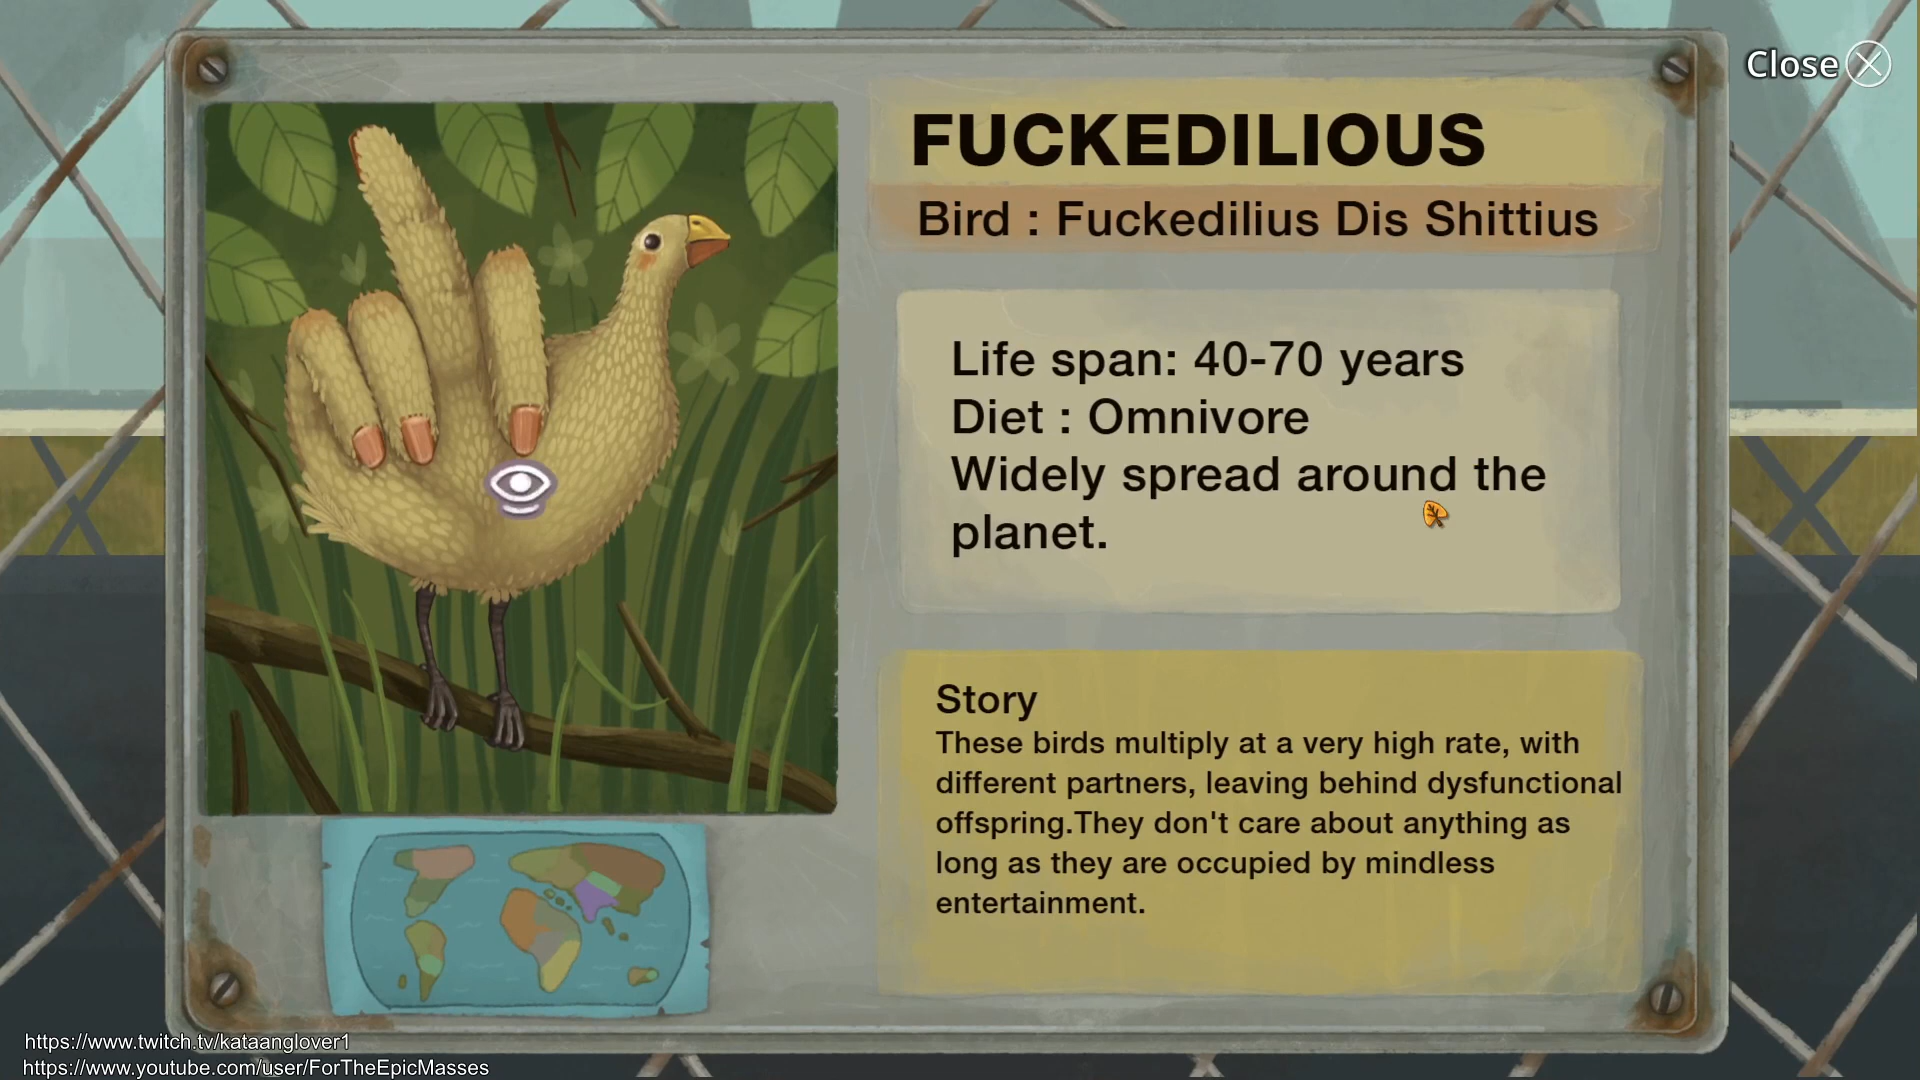 Close
FUCKEDILIOUS
Bird : Fuckedilius Dis Shittius
Life span: 40-70 years
Diet : Omnivore
Widely spread around the
planet.
Story
These birds multiply at a very high rate, with
different partners, leaving behind dysfunctional
offspring.They don't care about anything as
long as they are occupied by mindless
entertainment.
https://www.twitch.tv/kataanglover1
https://www.youtube.com/user/ForTheEpicMasses